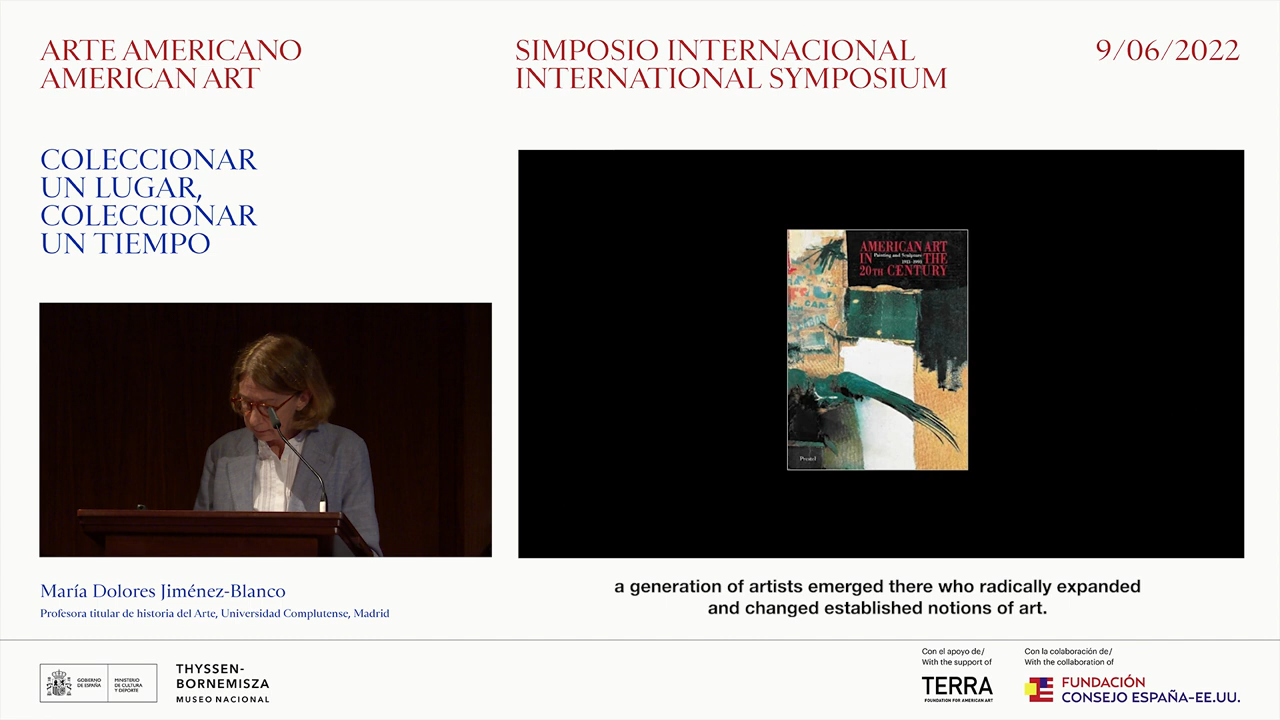 ARTE AMERICANO
AMERICAN ART
SIMPOSIO INTERNACIONAL
INTERNATIONAL SYMPOSIUM
9/06/2022
COLECCIONAR
UN LUGAR,
COLECCIONAR
UN TIEMPO
AMERICAN ART
IN Painting and Sculpture THE
1913–1993
20TH CENTURY
Prestel
María Dolores Jiménez-Blanco
Profesora titular de historia del Arte, Universidad Complutense, Madrid
a generation of artists emerged there who radically expanded
and changed established notions of art.
GOBIERNO
DE ESPAÑA
MINISTERIO
DE CULTURA
Y DEPORTE
THYSSEN-
BORNEMISZA
MUSEO NACIONAL
Con el apoyo de/
With the support of
TERRA
FOUNDATION FOR AMERICAN ART
Con la colaboración de/
With the collaboration of
FUNDACIÓN
CONSEJO ESPAÑA-EE.UU.